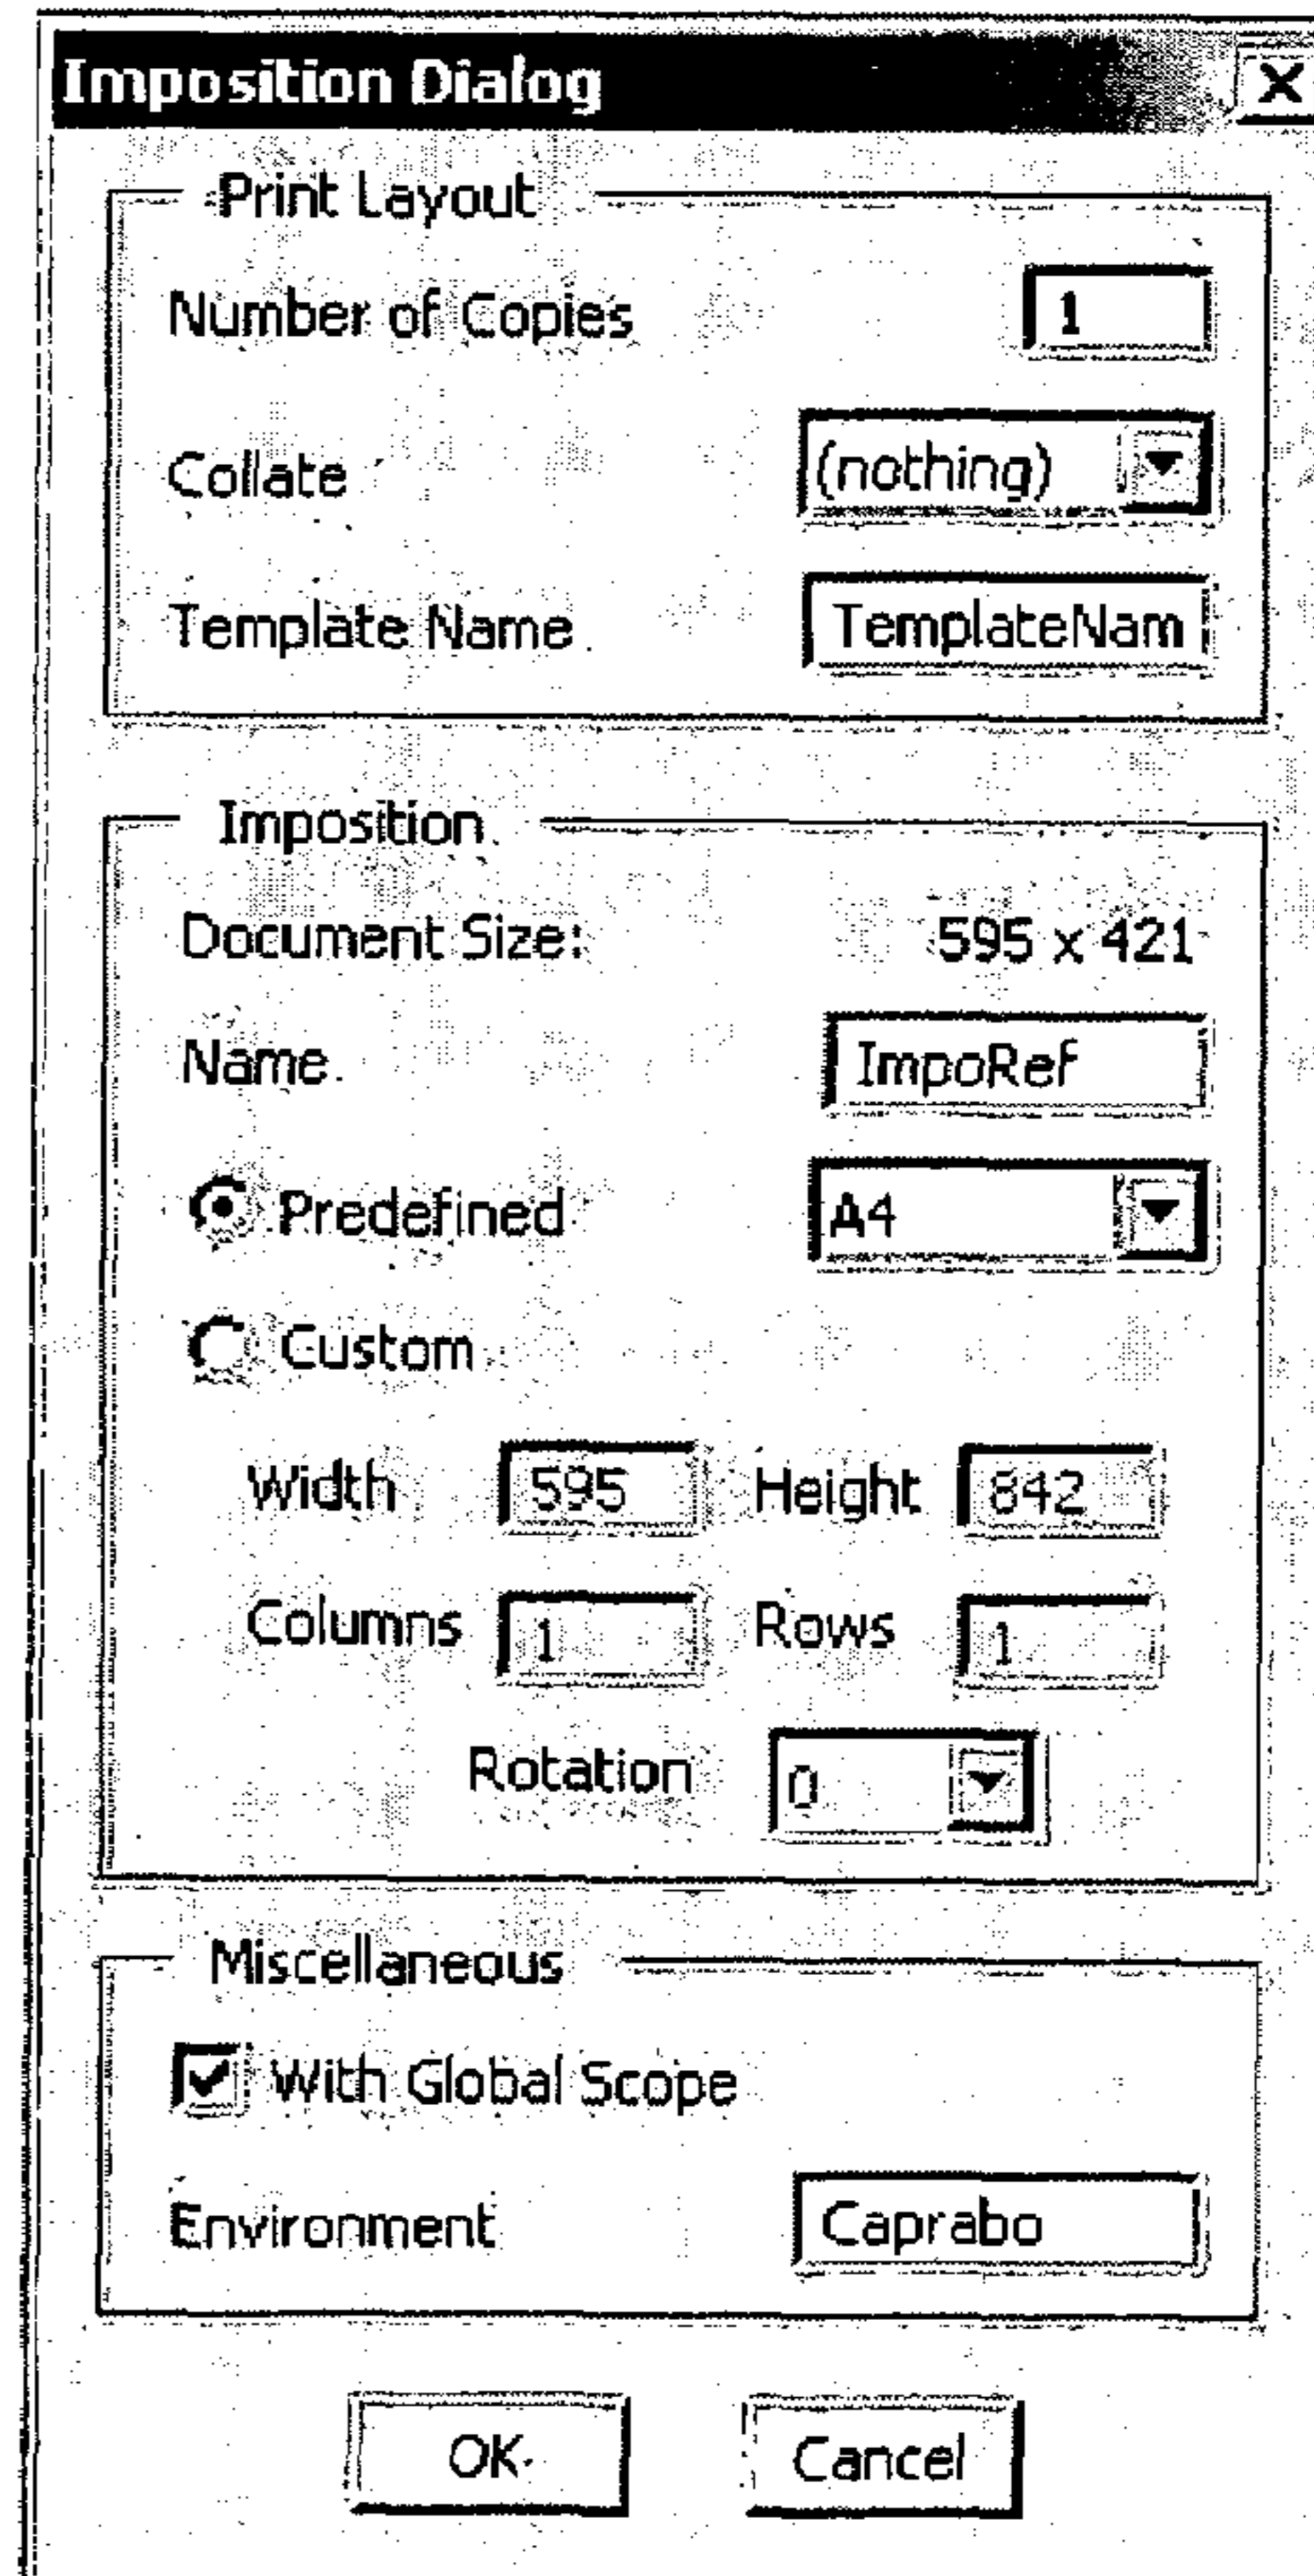 Imposition Dialog
Print Layout
Number of Copies 1
Collate (nothing)
Template Name TemplateNam
Imposition
Document Size: 595 x 421
Name ImpoRef
Predefined A4
Custom
Width 595 Height 842
Columns 1 Rows 1
Rotation 0
Miscellaneous
With Global Scope
Environment Caprabo
OK Cancel